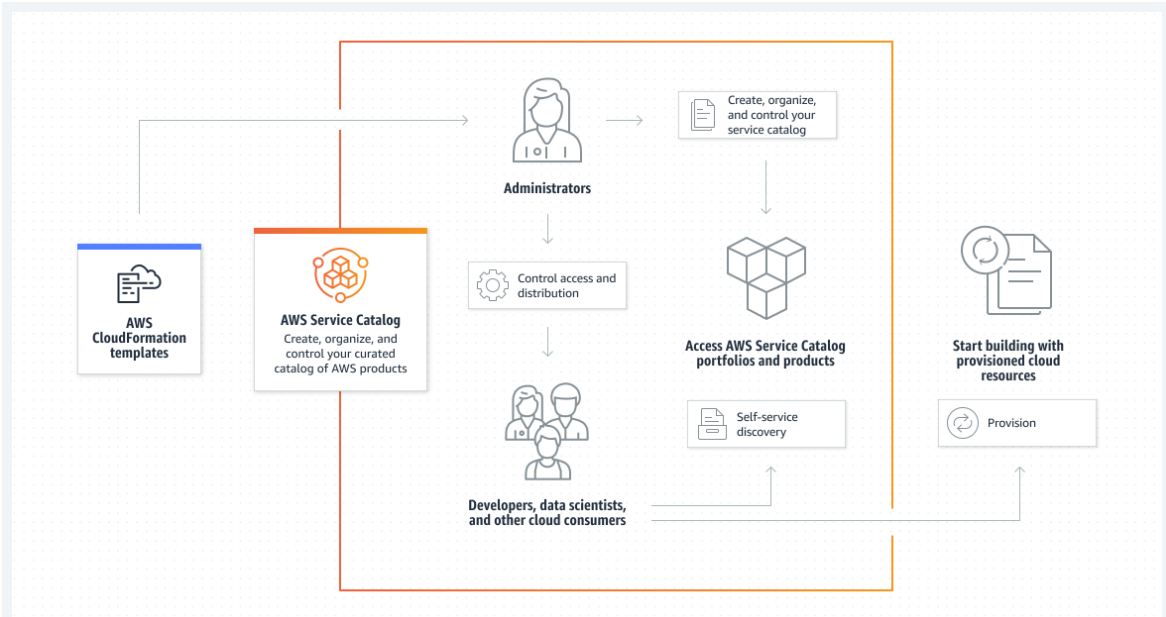 Create, organize,
and control your
service catalog
Administrators
AWS
CloudFormation
templates
AWS Service Catalog
Create, organize, and
control your curated
catalog of AWS products
Control access and
distribution
Access AWS Service Catalog
portfolios and products
Start building with
provisioned cloud
resources
Self-service
discovery
Provision
Developers, data scientists,
and other cloud consumers